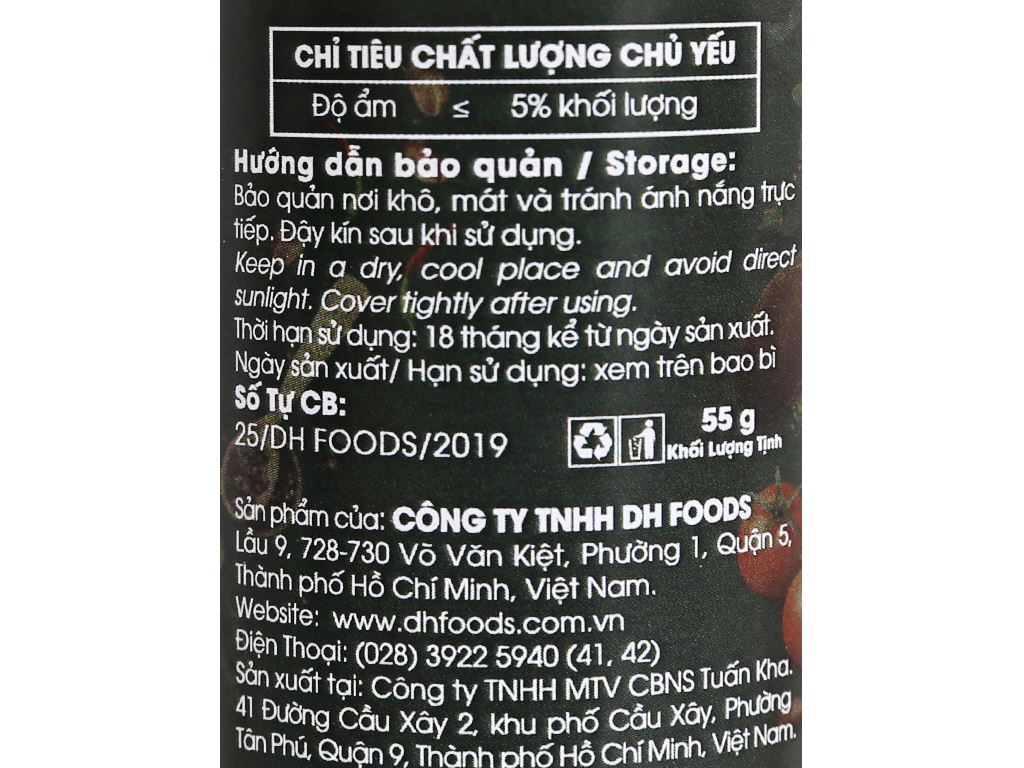 CHỈ TIÊU CHẤT LƯỢNG CHỦ YẾU
Độ ẩm ≤ 5% khối lượng
Hướng dẫn bảo quản / Storage:
Bảo quản nơi khô, mát và tránh ánh nắng trực
tiếp. Đậy kín sau khi sử dụng.
Keep in a dry, cool place and avoid direct
sunlight. Cover tightly after using.
Thời hạn sử dụng: 18 tháng kể từ ngày sản xuất.
Ngày sản xuất/ Hạn sử dụng: xem trên bao bì
Số Tự CB:
25/DH FOODS/2019
55 g
Khối Lượng Tịnh
Sản phẩm của: CÔNG TY TNHH DH FOODS
Lầu 9, 728-730 Võ Văn Kiệt, Phường 1, Quận 5,
Thành phố Hồ Chí Minh, Việt Nam.
Website: www.dhfoods.com.vn
Điện Thoại: (028) 3922 5940 (41, 42)
Sản xuất tại: Công ty TNHH MTV CBNS Tuấn Kha.
41 Đường Cầu Xây 2, khu phố Cầu Xây, Phường
Tân Phú, Quận 9, Thành phố Hồ Chí Minh, Việt Nam.